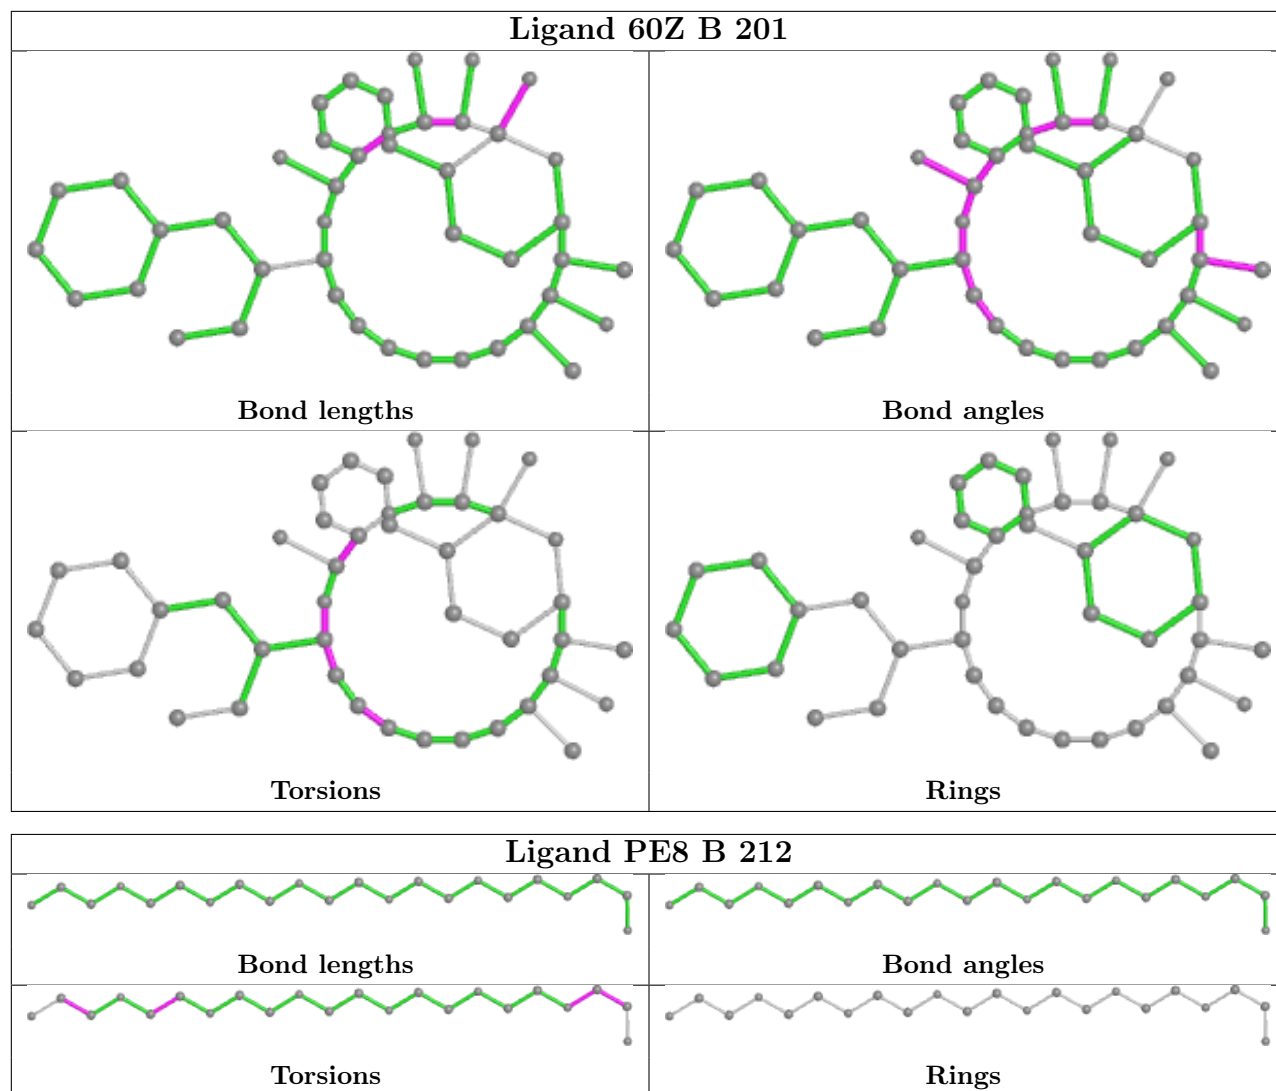 Ligand 60Z B 201
Bond lengths
Bond angles
Torsions
Rings
Ligand PE8 B 212
Bond lengths
Bond angles
Torsions
Rings